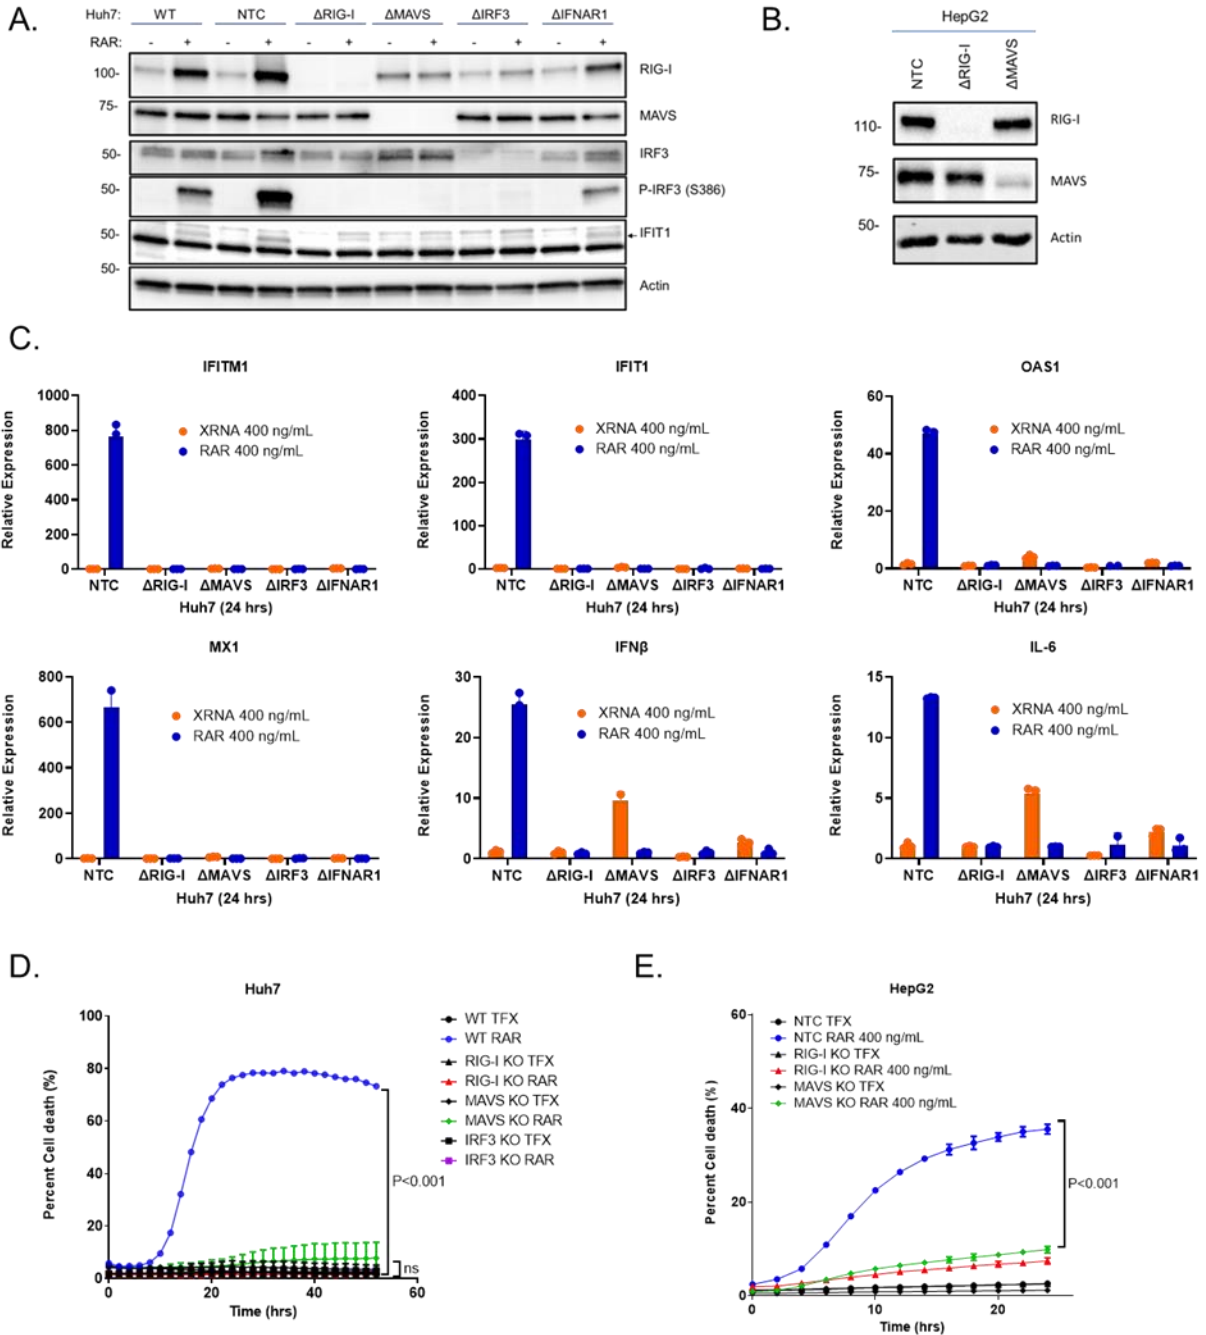 A.
Huh7: WT NTC ΔRIG-I ΔMAVS ΔIRF3 ΔIFNAR1
RAR: - + - + - + - + - + - +
100- RIG-I
75- MAVS
50- IRF3
50- P-IRF3 (S386)
50- IFIT1
50- Actin
B.
HepG2
NTC ΔRIG-I ΔMAVS
110- RIG-I
75- MAVS
50- Actin
C.
IFITM1
Relative Expression
1000
800
600
400
200
0
XRNA 400 ng/mL
RAR 400 ng/mL
NTC ΔRIG-I ΔMAVS ΔIRF3 ΔIFNAR1
Huh7 (24 hrs)
IFIT1
Relative Expression
400
300
200
100
0
XRNA 400 ng/mL
RAR 400 ng/mL
NTC ΔRIG-I ΔMAVS ΔIRF3 ΔIFNAR1
Huh7 (24 hrs)
OAS1
Relative Expression
60
40
20
0
XRNA 400 ng/mL
RAR 400 ng/mL
NTC ΔRIG-I ΔMAVS ΔIRF3 ΔIFNAR1
Huh7 (24 hrs)
MX1
Relative Expression
800
600
400
200
0
XRNA 400 ng/mL
RAR 400 ng/mL
NTC ΔRIG-I ΔMAVS ΔIRF3 ΔIFNAR1
Huh7 (24 hrs)
IFNβ
Relative Expression
30
20
10
0
XRNA 400 ng/mL
RAR 400 ng/mL
NTC ΔRIG-I ΔMAVS ΔIRF3 ΔIFNAR1
Huh7 (24 hrs)
IL-6
Relative Expression
15
10
5
0
XRNA 400 ng/mL
RAR 400 ng/mL
NTC ΔRIG-I ΔMAVS ΔIRF3 ΔIFNAR1
Huh7 (24 hrs)
D.
Huh7
Percent Cell death (%)
100
80
60
40
20
0
0 20 40 60
Time (hrs)
WT TFX
WT RAR
RIG-I KO TFX
RIG-I KO RAR
MAVS KO TFX
MAVS KO RAR
IRF3 KO TFX
IRF3 KO RAR
P<0.001
ns
E.
HepG2
Percent Cell death (%)
60
40
20
0
0 10 20
Time (hrs)
NTC TFX
NTC RAR 400 ng/mL
RIG-I KO TFX
RIG-I KO RAR 400 ng/mL
MAVS KO TFX
MAVS KO RAR 400 ng/mL
P<0.001